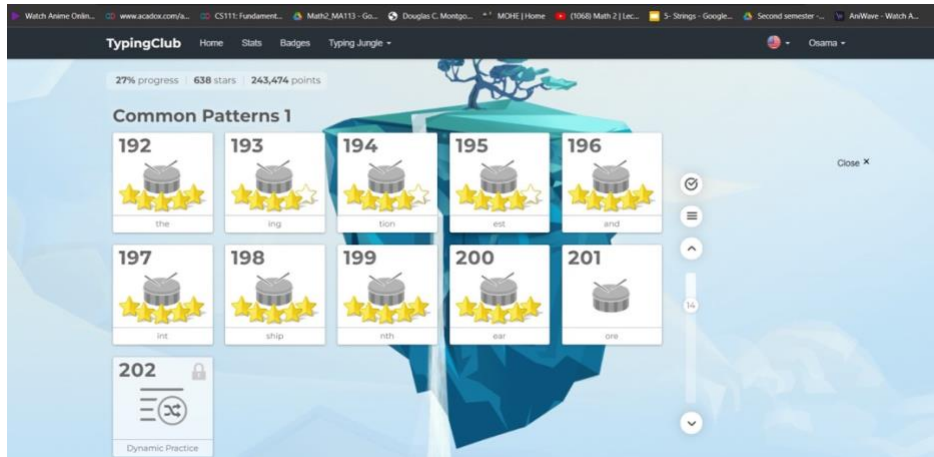 Watch Anime Onlin... www.acadox.com/a... CS111: Fundament... Math2_MA113 - Go... Douglas C. Montgo... MOHE | Home (1068) Math 2 | Lec... 5- Strings - Google... Second semester -... AniWave - Watch A...
TypingClub Home Stats Badges Typing Jungle Osama
27% progress 638 stars 243,474 points
Common Patterns 1
192 193 194 195 196
Close ×
the ing tion est and
197 198 199 200 201
14
int ship nth ear ore
202
Dynamic Practice